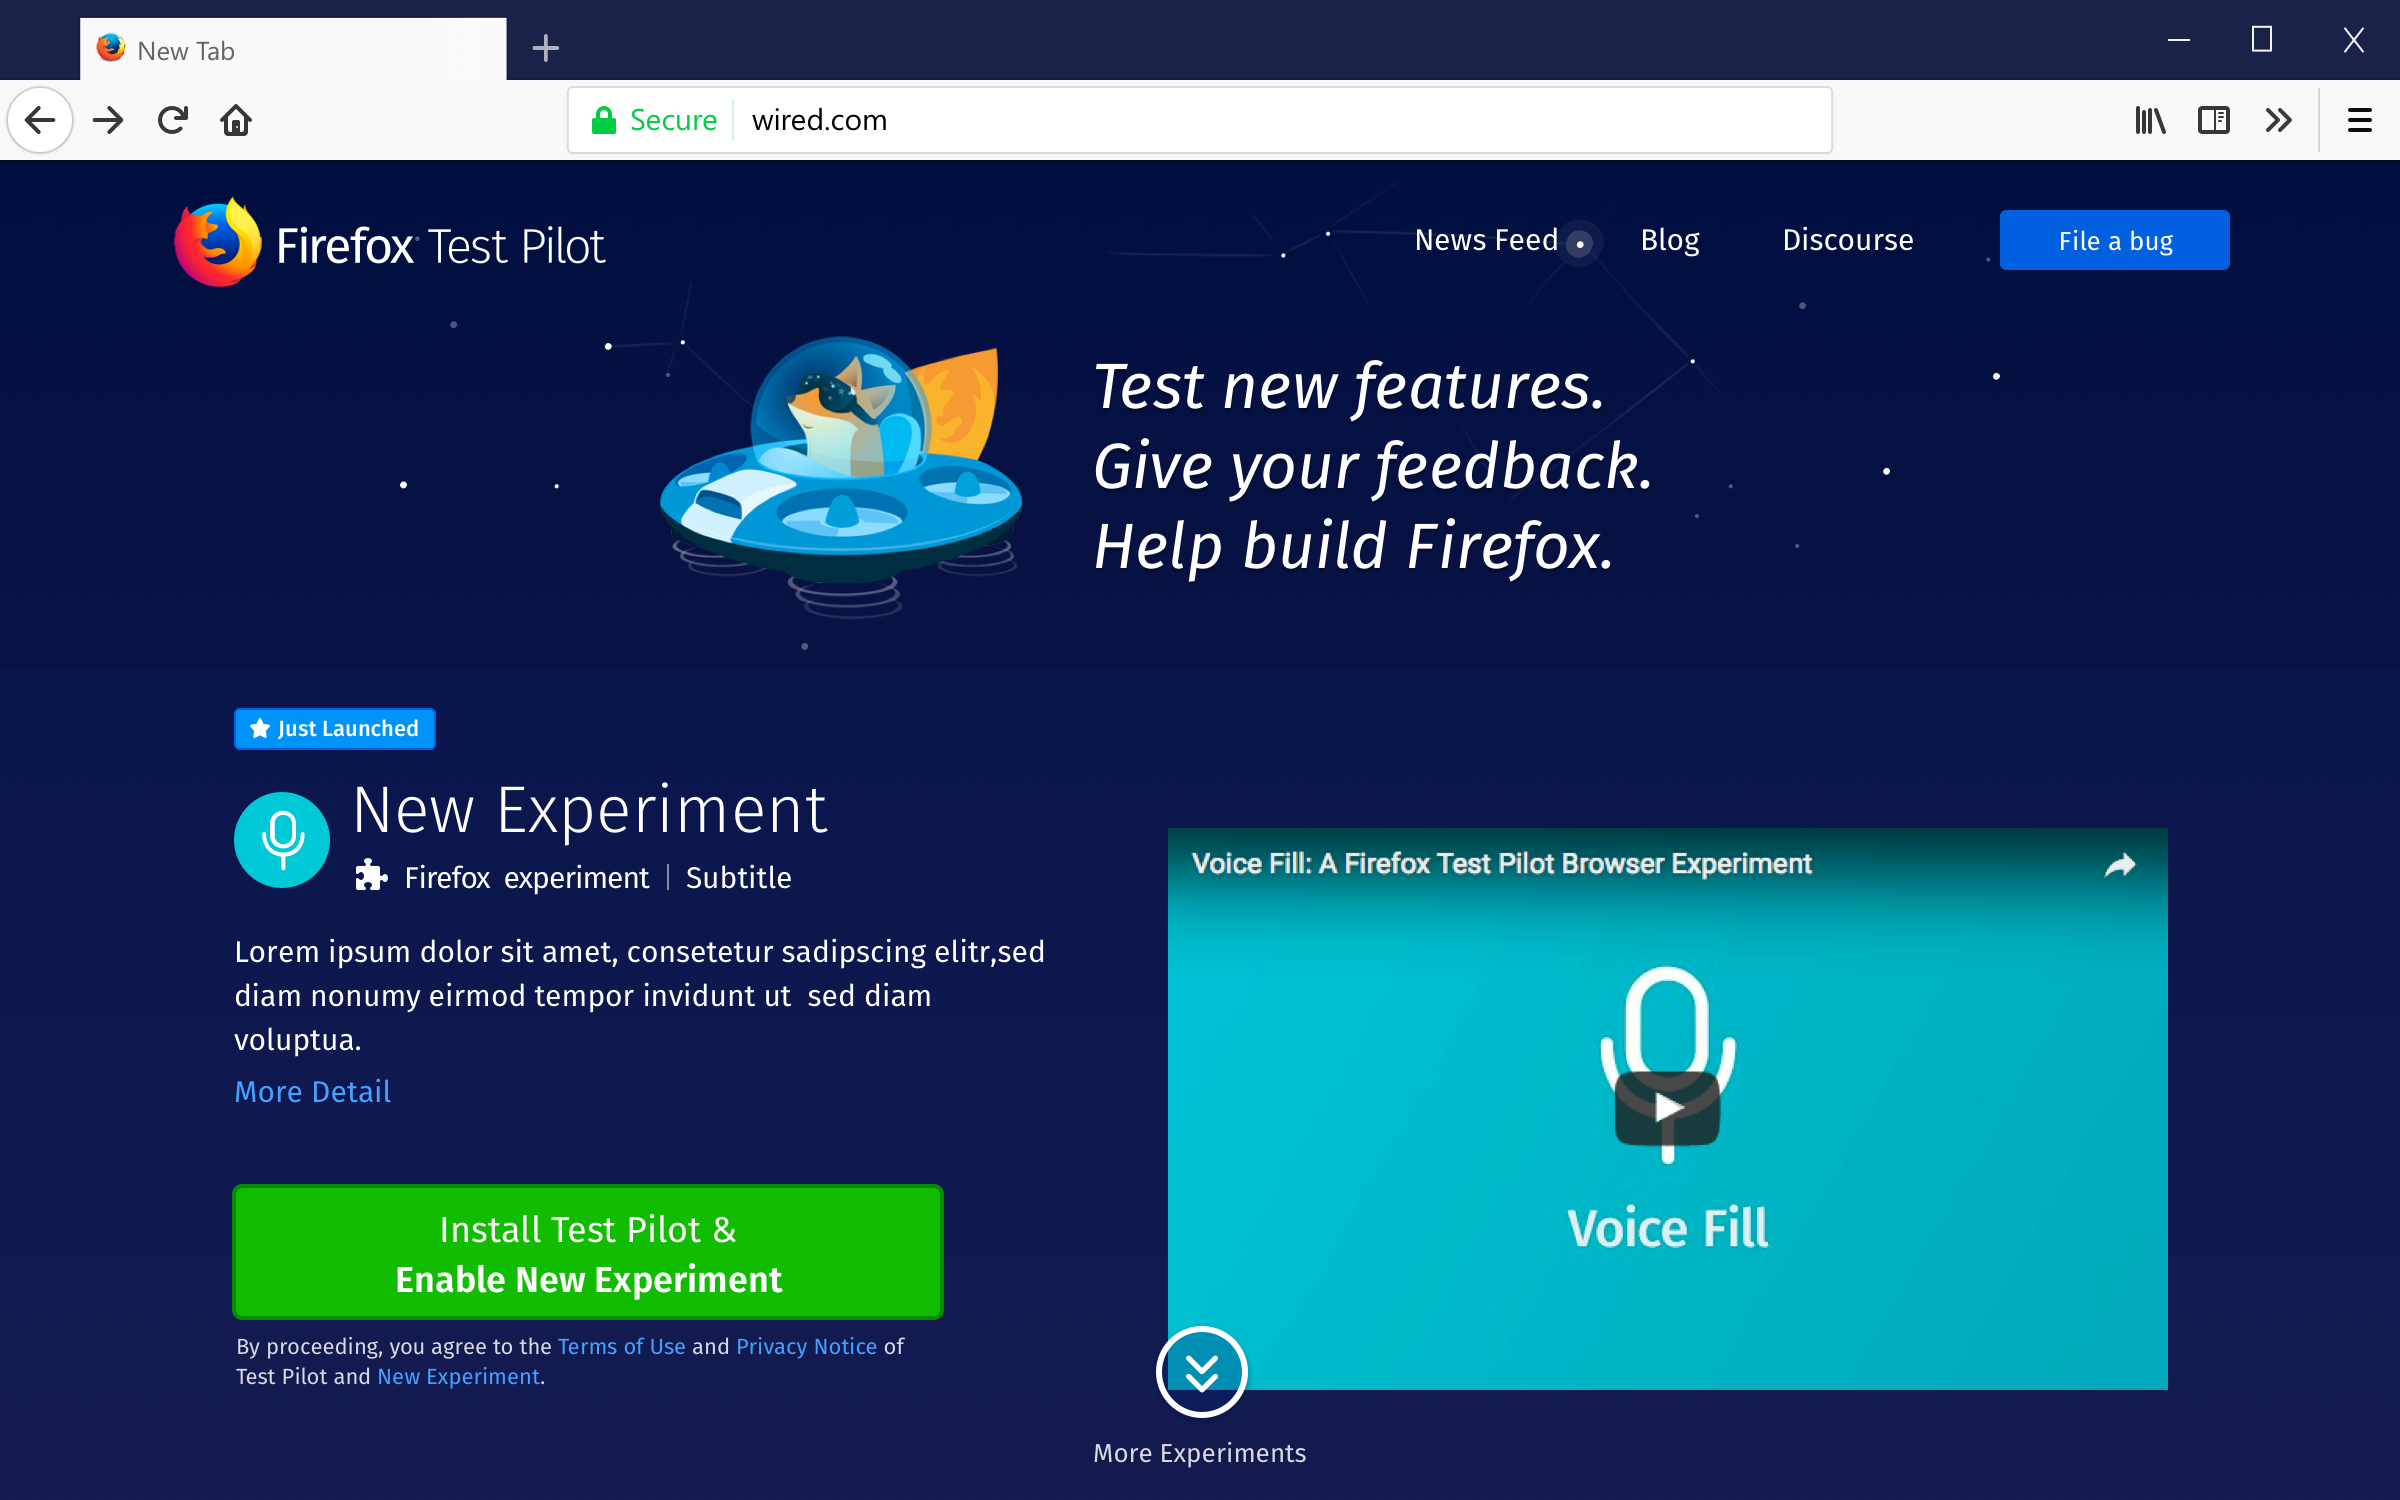 New Tab
Secure
wired.com
Firefox Test Pilot
News Feed
Blog
Discourse
File a bug
Test new features.
Give your feedback.
Help build Firefox.
Just Launched
New Experiment
Firefox experiment | Subtitle
Lorem ipsum dolor sit amet, consetetur sadipscing elitr,sed
diam nonumy eirmod tempor invidunt ut sed diam
voluptua.
More Detail
Install Test Pilot &
Enable New Experiment
By proceeding, you agree to the Terms of Use and Privacy Notice of
Test Pilot and New Experiment.
Voice Fill: A Firefox Test Pilot Browser Experiment
Voice Fill
More Experiments